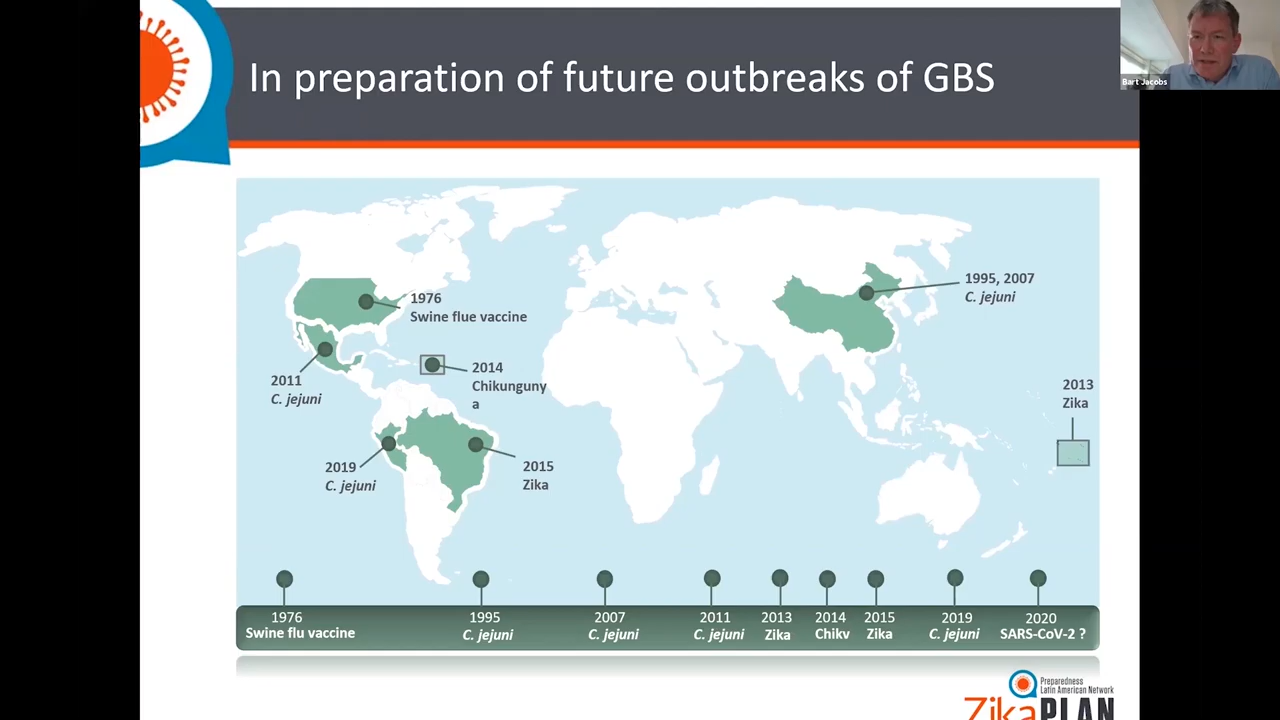 In preparation of future outbreaks of GBS
Bart Jacobs
1976
Swine flue vaccine
1995, 2007
C. jejuni
2011
C. jejuni
2014
Chikunguny
a
2013
Zika
2019
C. jejuni
2015
Zika
1976
Swine flu vaccine
1995
C. jejuni
2007
C. jejuni
2011
C. jejuni
2013
Zika
2014
Chikv
2015
Zika
2019
C. jejuni
2020
SARS-CoV-2 ?
Preparedness
Latin American Network
ZikaPLAN